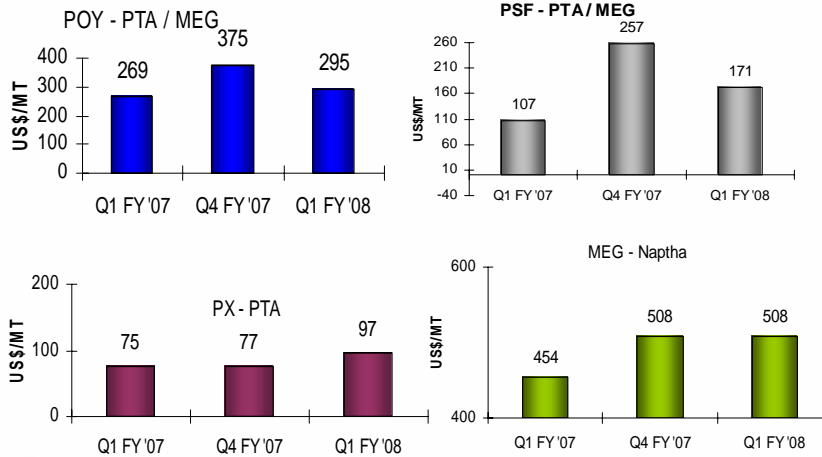 POY - PTA / MEG
US$/MT
400
300
200
100
0
269
375
295
Q1 FY'07
Q4 FY'07
Q1 FY'08
PSF - PTA / MEG
US$/MT
260
210
160
110
60
10
-40
107
257
171
Q1 FY'07
Q4 FY'07
Q1 FY'08
PX - PTA
US$/MT
200
100
0
75
77
97
Q1 FY'07
Q4 FY'07
Q1 FY'08
MEG - Naptha
US$/MT
600
400
454
508
508
Q1 FY'07
Q4 FY'07
Q1 FY'08